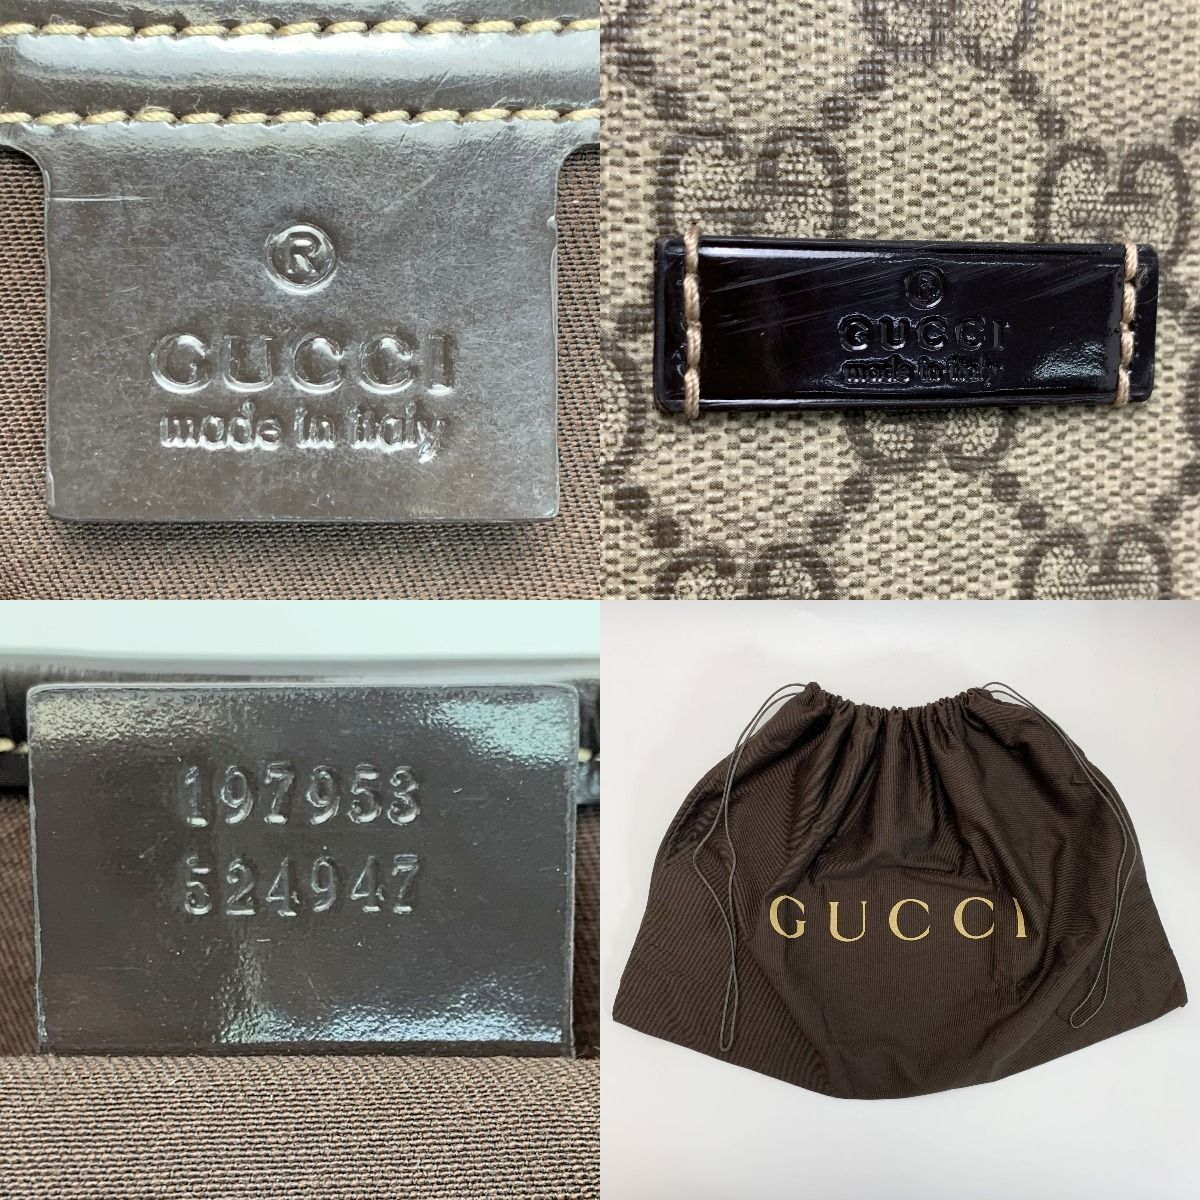 ®
GUCCI
made in italy
®
GUCCI
made in italy
197953
524947
GUCCI